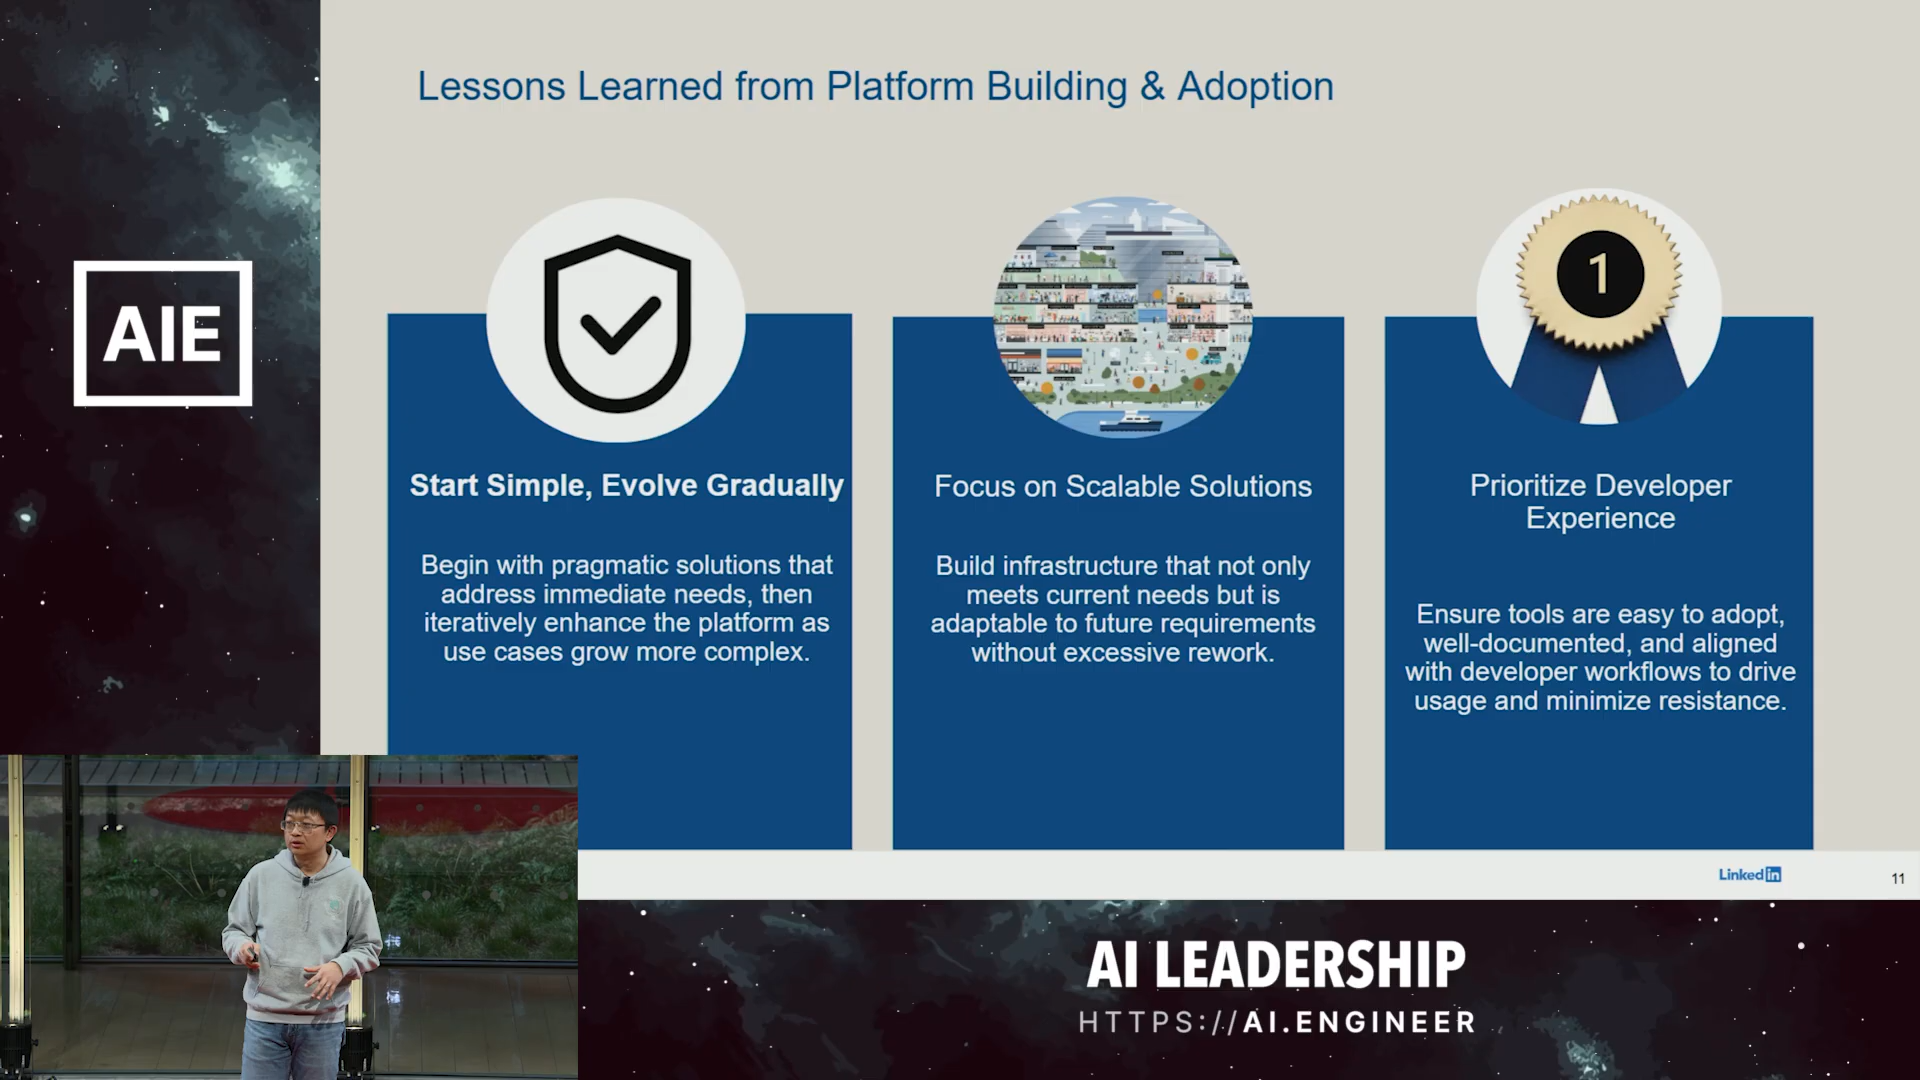 Lessons Learned from Platform Building & Adoption
AIE
1
Start Simple, Evolve Gradually
Begin with pragmatic solutions that
address immediate needs, then
iteratively enhance the platform as
use cases grow more complex.
Focus on Scalable Solutions
Build infrastructure that not only
meets current needs but is
adaptable to future requirements
without excessive rework.
Prioritize Developer
Experience
Ensure tools are easy to adopt,
well-documented, and aligned
with developer workflows to drive
usage and minimize resistance.
Linked in
11
AI LEADERSHIP
HTTPS://AI.ENGINEER